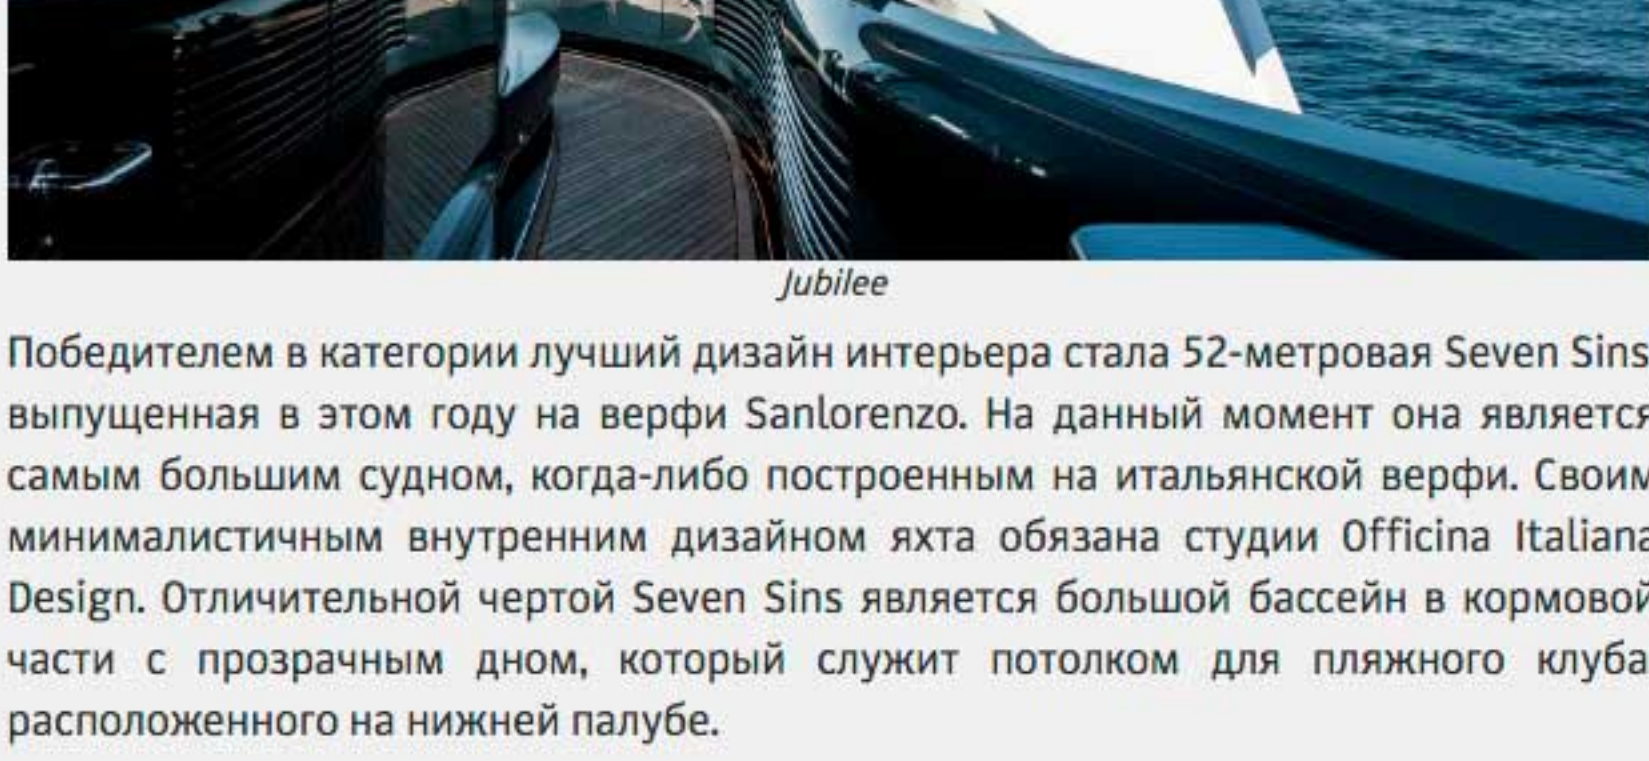 Jubilee
Победителем в категории лучший дизайн интерьера стала 52-метровая Seven Sins
выпущенная в этом году на верфи Sanlorenzo. На данный момент она является
самым большим судном, когда-либо построенным на итальянской верфи. Своим
минималистичным внутренним дизайном яхта обязана студии Officina Italiana
Design. Отличительной чертой Seven Sins является большой бассейн в кормовой
части с прозрачным дном, который служит потолком для пляжного клуба
расположенного на нижней палубе.